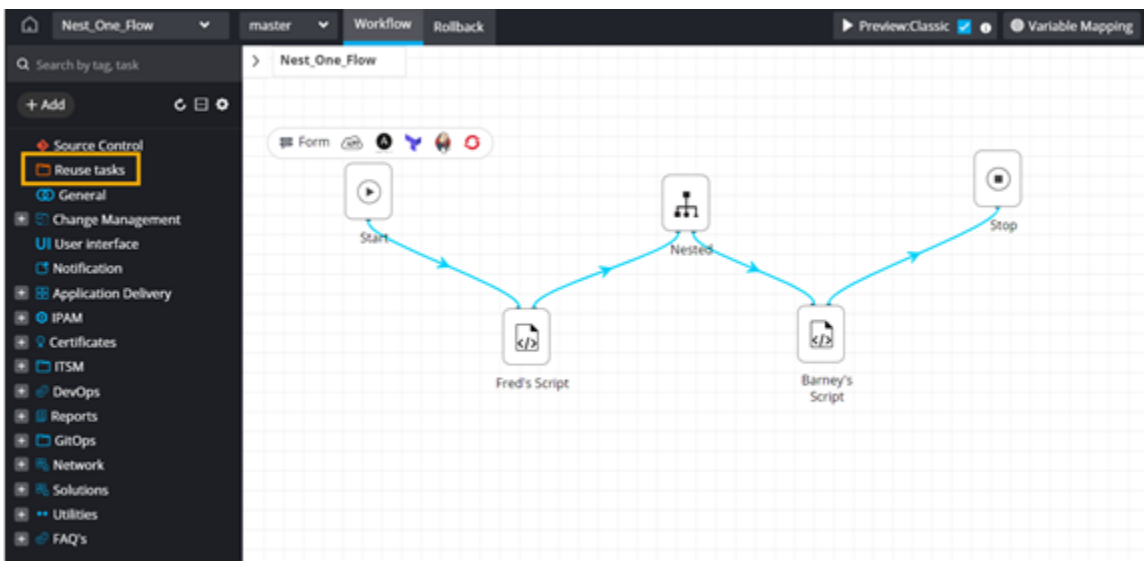 Nest_One_Flow
master
Workflow
Rollback
Preview:Classic
Variable Mapping
Search by tag, task
+ Add
Source Control
Reuse tasks
General
Change Management
UI User interface
Notification
Application Delivery
IPAM
Certificates
ITSM
DevOps
Reports
GitOps
Network
Solutions
Utilities
FAQ's
Nest_One_Flow
Form
Start
Nested
Stop
Fred's Script
Barney's
Script